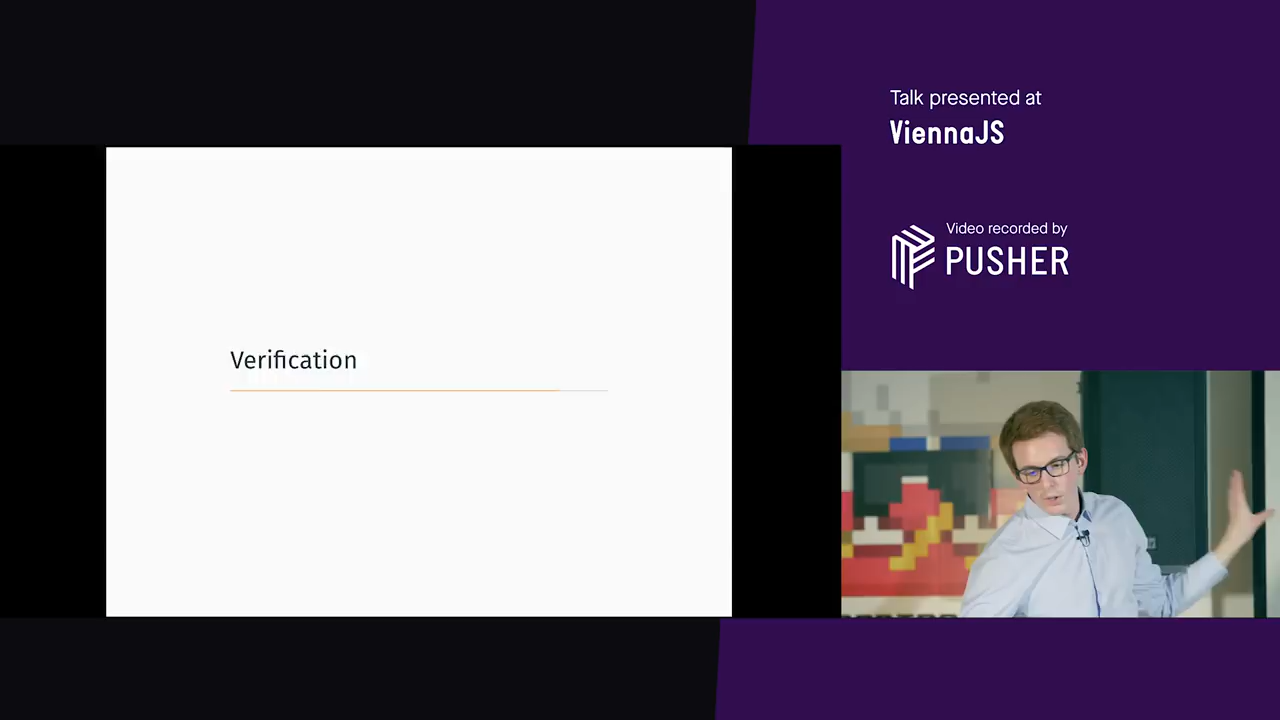 Talk presented at
ViennaJS
Video recorded by
PUSHER
Verification